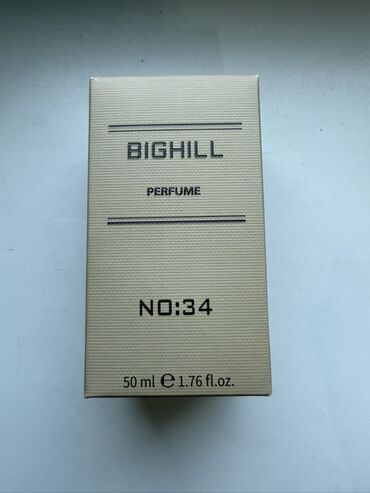 BIGHILL
PERFUME
NO:34
50 ml ℮ 1.76 fl.oz.